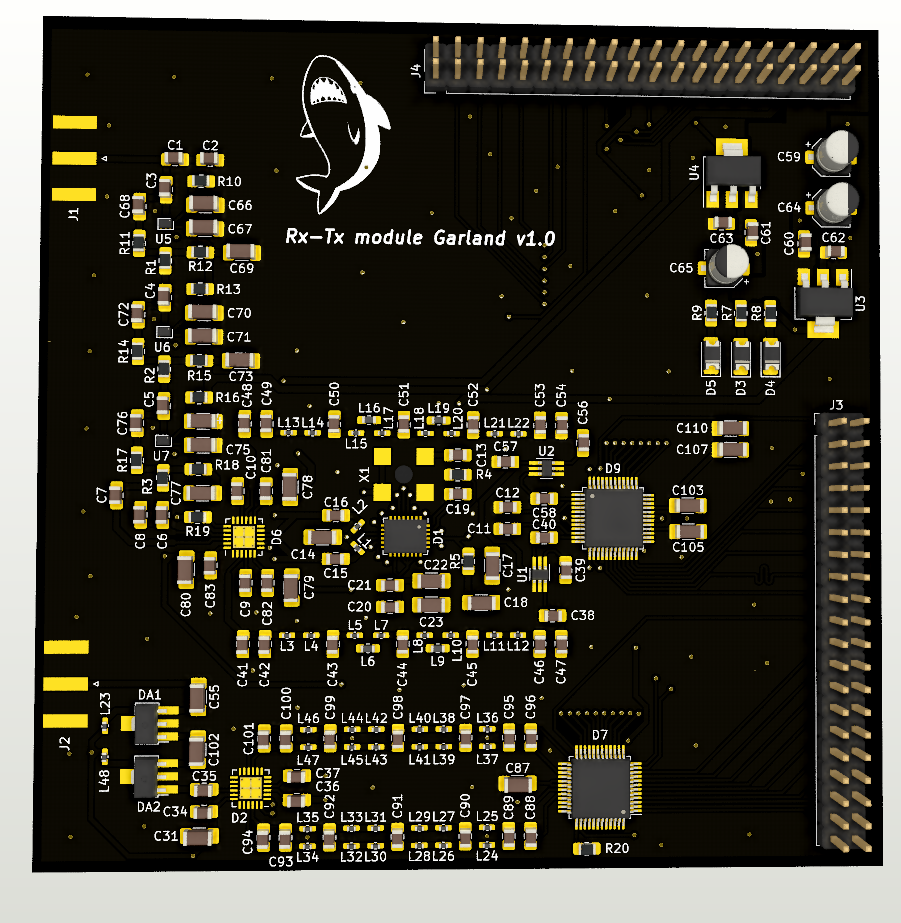 J4
C1 C2
C59
U4
C3
R10
C68
C66
J1
C64
R11
U5
C67
C63
C61
C60
C62
Rx-Tx module Garland v1.0
R1
R12
C69
C65
C4
R13
U3
C72
C70
R9
R7
R8
U6
C71
R14
R2
R15
C73
D5
D3
D4
C5
R16
C48
C49
C50
C51
C52
C53
C54
J3
C76
L13
L14
L16
L17
L18
L19
L20
L21
L22
C56
C110
U7
C75
L15
C107
R17
R18
C10
C81
X1
C13
C57
U2
D9
R3
C77
C78
R4
C7
C19
C12
C58
C103
C8
C6
R19
C16
L2
C11
C40
D6
C14
L1
D1
C105
C15
R5
C17
U1
C39
C80
C83
C9
C82
C79
C21
C22
C20
C23
C18
C38
C41
C42
L3
L4
C43
L5
L7
L6
C44
L8
L9
L10
C45
L11
L12
C46
C47
J2
L23
DA1
C55
C101
C100
L46
C99
L44
L42
C98
L40
L38
C97
L36
C95
C96
L47
L45
L43
L41
L39
L37
D7
L48
C102
DA2
C35
C37
C36
C87
C34
D2
C31
C94
C93
L35
C92
L33
L31
C91
L29
L27
C90
L25
C89
C88
L34
L32
L30
L28
L26
L24
R20